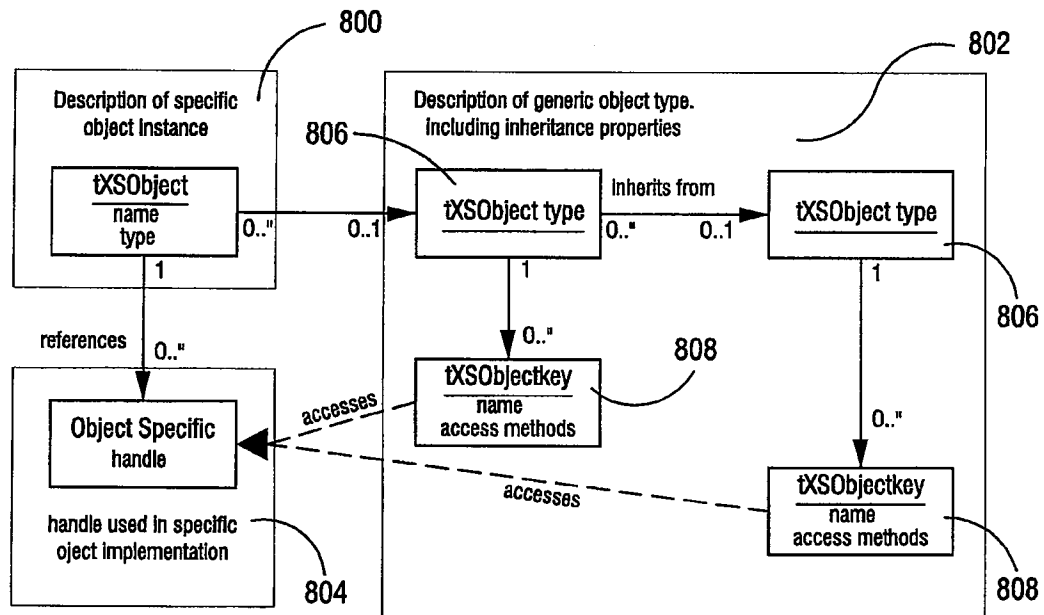 800
802
Description of specific
object instance
Description of generic object type.
including inheritance properties
806
tXSObject
name
type
0.."
0..1
tXSObject type
Inherits from
0.."
0..1
tXSObject type
1
1
1
806
references
0.."
0.."
808
tXSObjectkey
name
access methods
accesses
Object Specific
handle
0.."
accesses
tXSObjectkey
name
access methods
handle used in specific
oject implementation
804
808